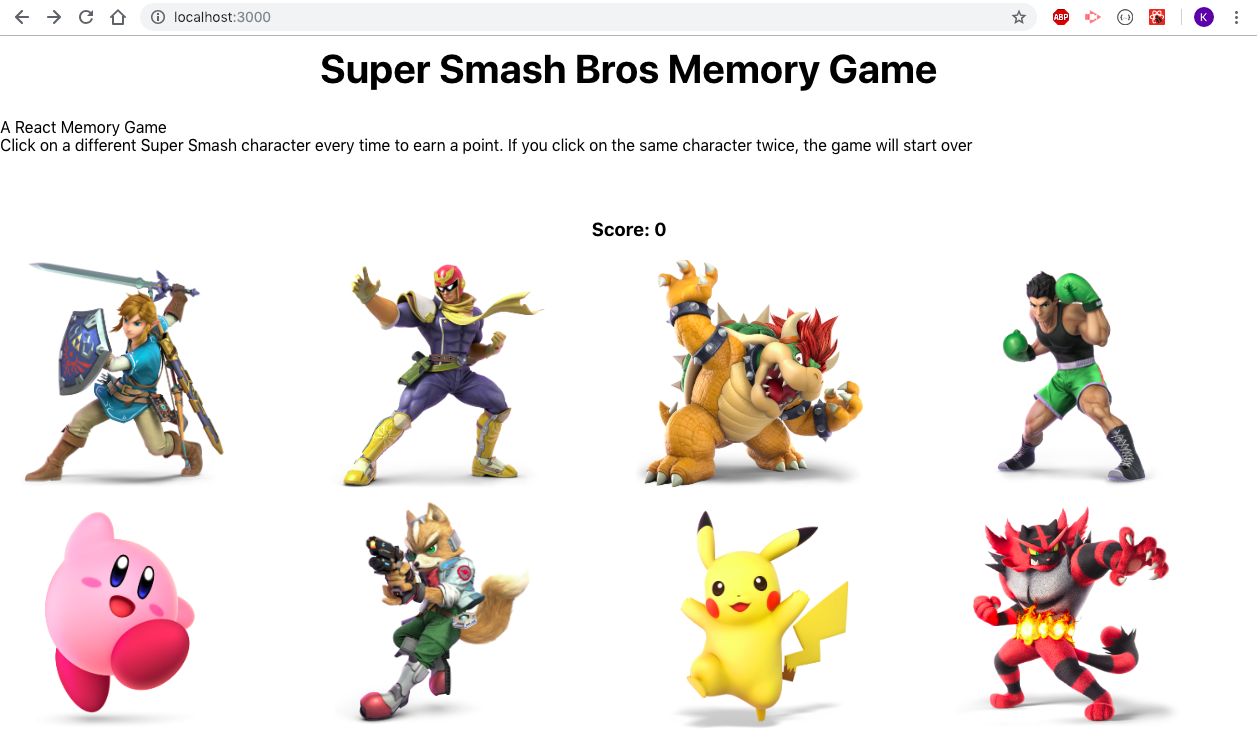 localhost:3000
ABP
K
Super Smash Bros Memory Game
A React Memory Game
Click on a different Super Smash character every time to earn a point. If you click on the same character twice, the game will start over
Score: 0